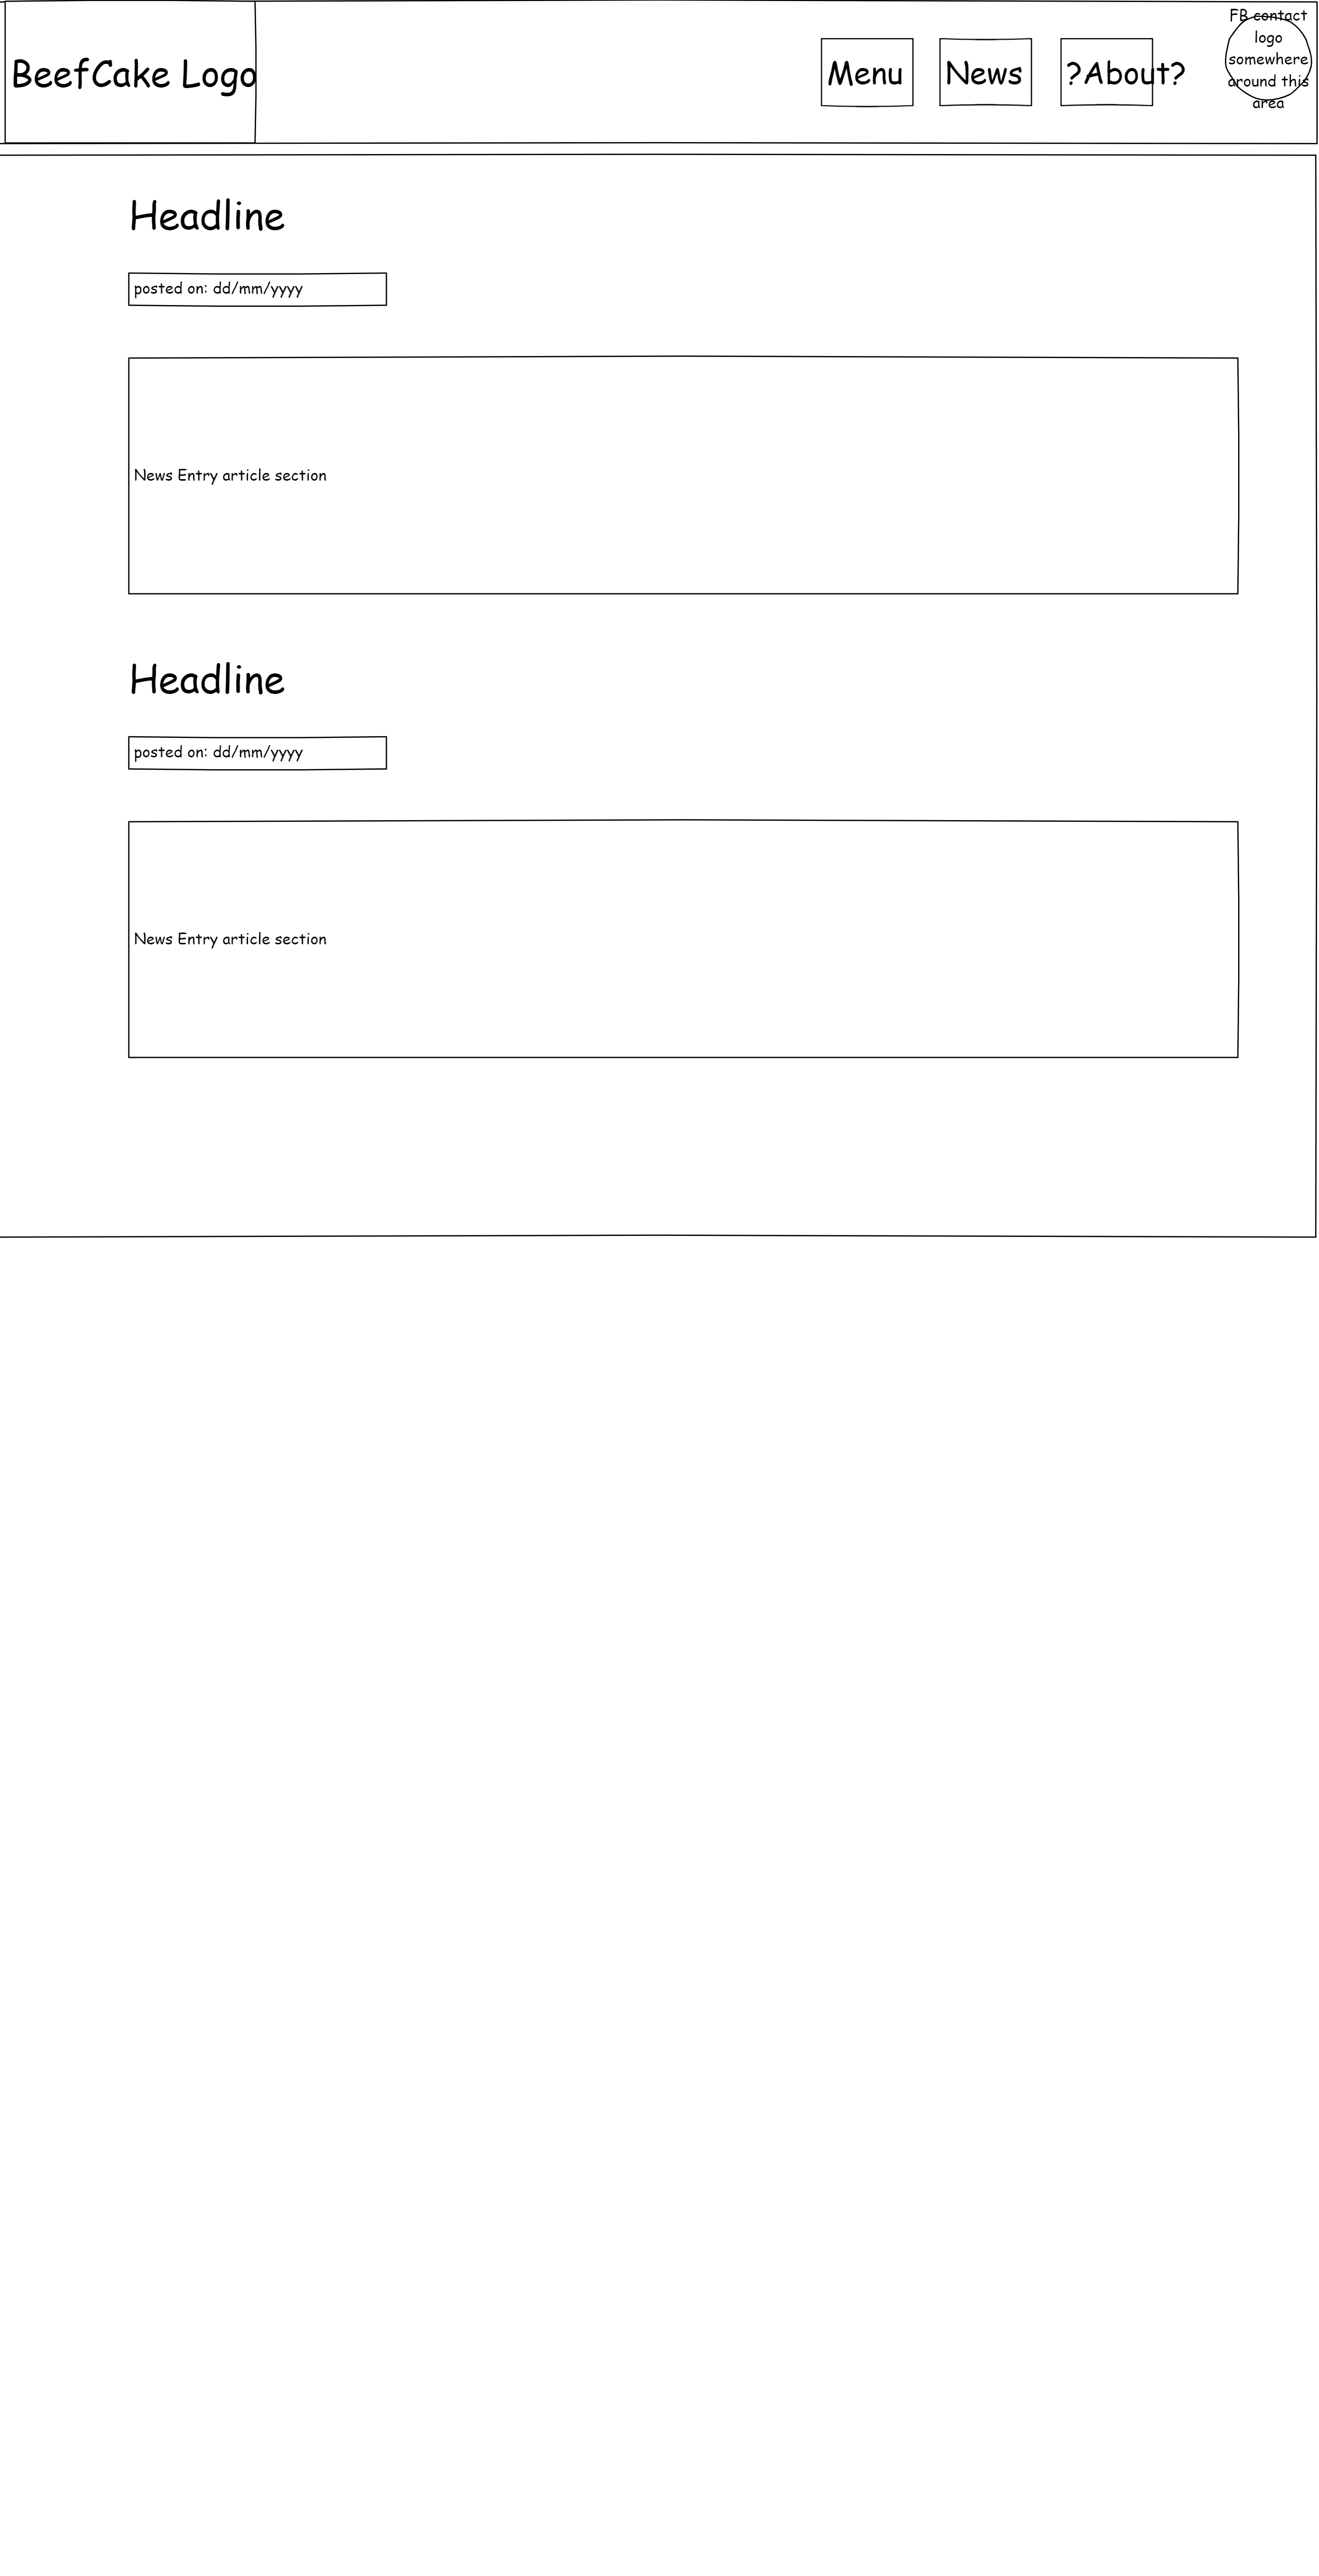 BeefCake Logo
Menu
News
?About?
FB contact
logo
somewhere
around this
area
Headline
posted on: dd/mm/yyyy
News Entry article section
Headline
posted on: dd/mm/yyyy
News Entry article section